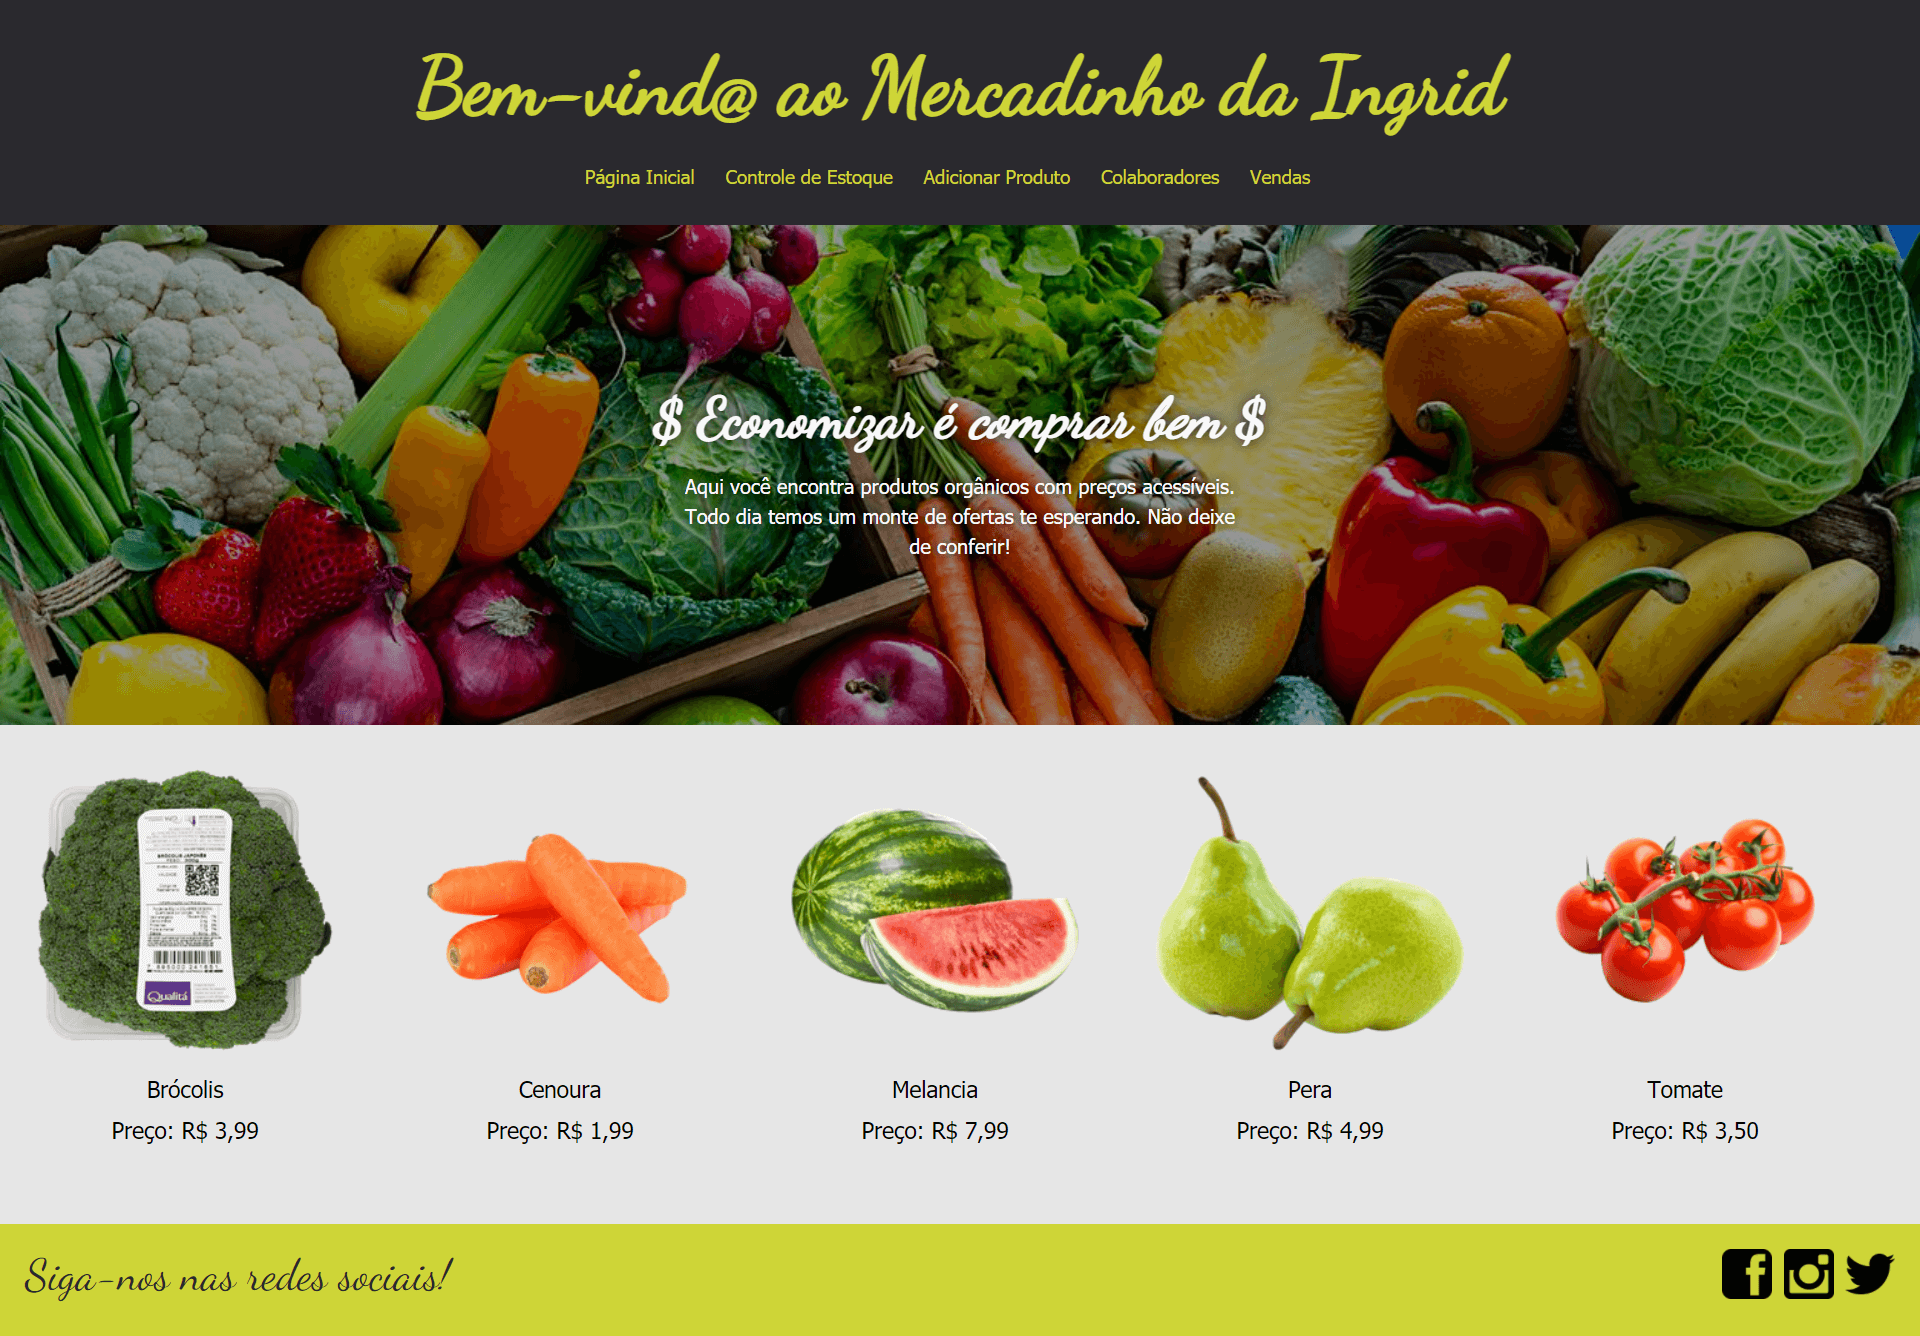 Bem-vind@ ao Mercadinho da Ingrid
Página Inicial Controle de Estoque Adicionar Produto Colaboradores Vendas
$ Economizar é comprar bem $
Aqui você encontra produtos orgânicos com preços acessíveis.
Todo dia temos um monte de ofertas te esperando. Não deixe
de conferir!
BRÓCOLIS JAPONÊS
Qualitá
Brócolis Cenoura Melancia Pera Tomate
Preço: R$ 3,99 Preço: R$ 1,99 Preço: R$ 7,99 Preço: R$ 4,99 Preço: R$ 3,50
Siga-nos nas redes sociais!